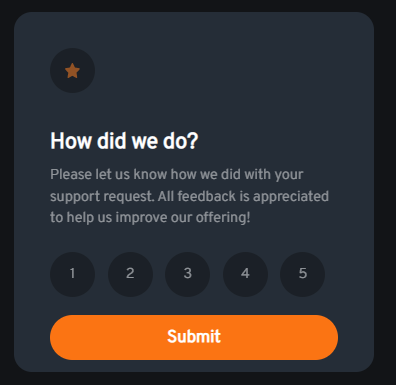 How did we do?
Please let us know how we did with your
support request. All feedback is appreciated
to help us improve our offering!
1 2 3 4 5
Submit